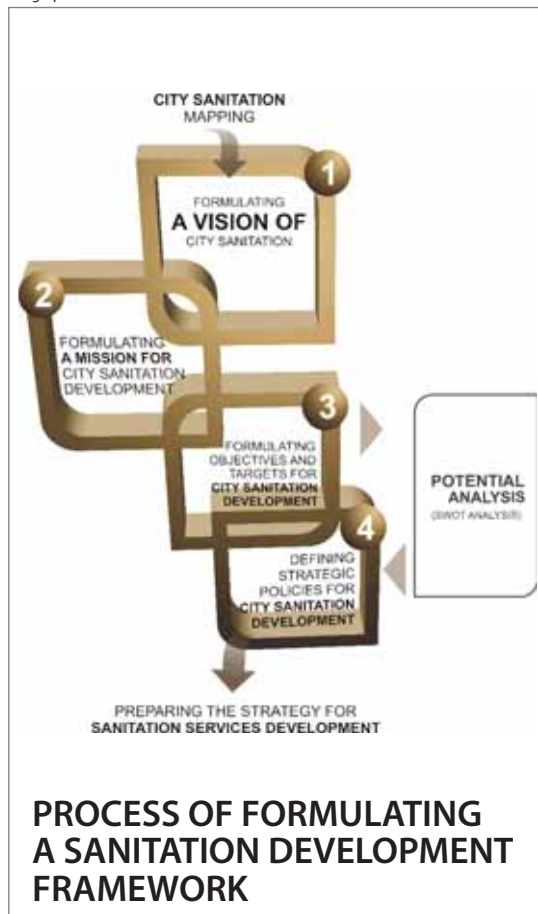 CITY SANITATION
MAPPING
1
FORMULATING
A VISION OF
CITY SANITATION
2
FORMULATING
A MISSION FOR
CITY SANITATION
DEVELOPMENT
3
FORMULATING
OBJECTIVES AND
TARGETS FOR
CITY SANITATION
DEVELOPMENT
POTENTIAL
ANALYSIS
(SWOT ANALYSIS)
4
DEFINING
STRATEGIC
POLICIES FOR
CITY SANITATION
DEVELOPMENT
PREPARING THE STRATEGY FOR
SANITATION SERVICES DEVELOPMENT
PROCESS OF FORMULATING
A SANITATION DEVELOPMENT
FRAMEWORK